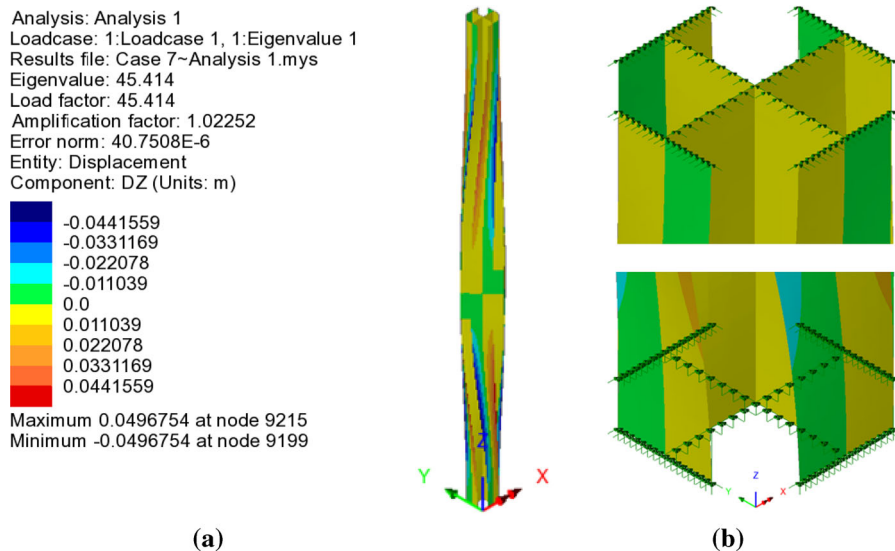 Analysis: Analysis 1
Loadcase: 1:Loadcase 1, 1:Eigenvalue 1
Results file: Case 7~Analysis 1.mys
Eigenvalue: 45.414
Load factor: 45.414
Amplification factor: 1.02252
Error norm: 40.7508E-6
Entity: Displacement
Component: DZ (Units: m)
-0.0441559
-0.0331169
-0.022078
-0.011039
0.0
0.011039
0.022078
0.0331169
0.0441559
Maximum 0.0496754 at node 9215
Minimum -0.0496754 at node 9199
Z
Y
X
Z
Y
X
(a)
(b)